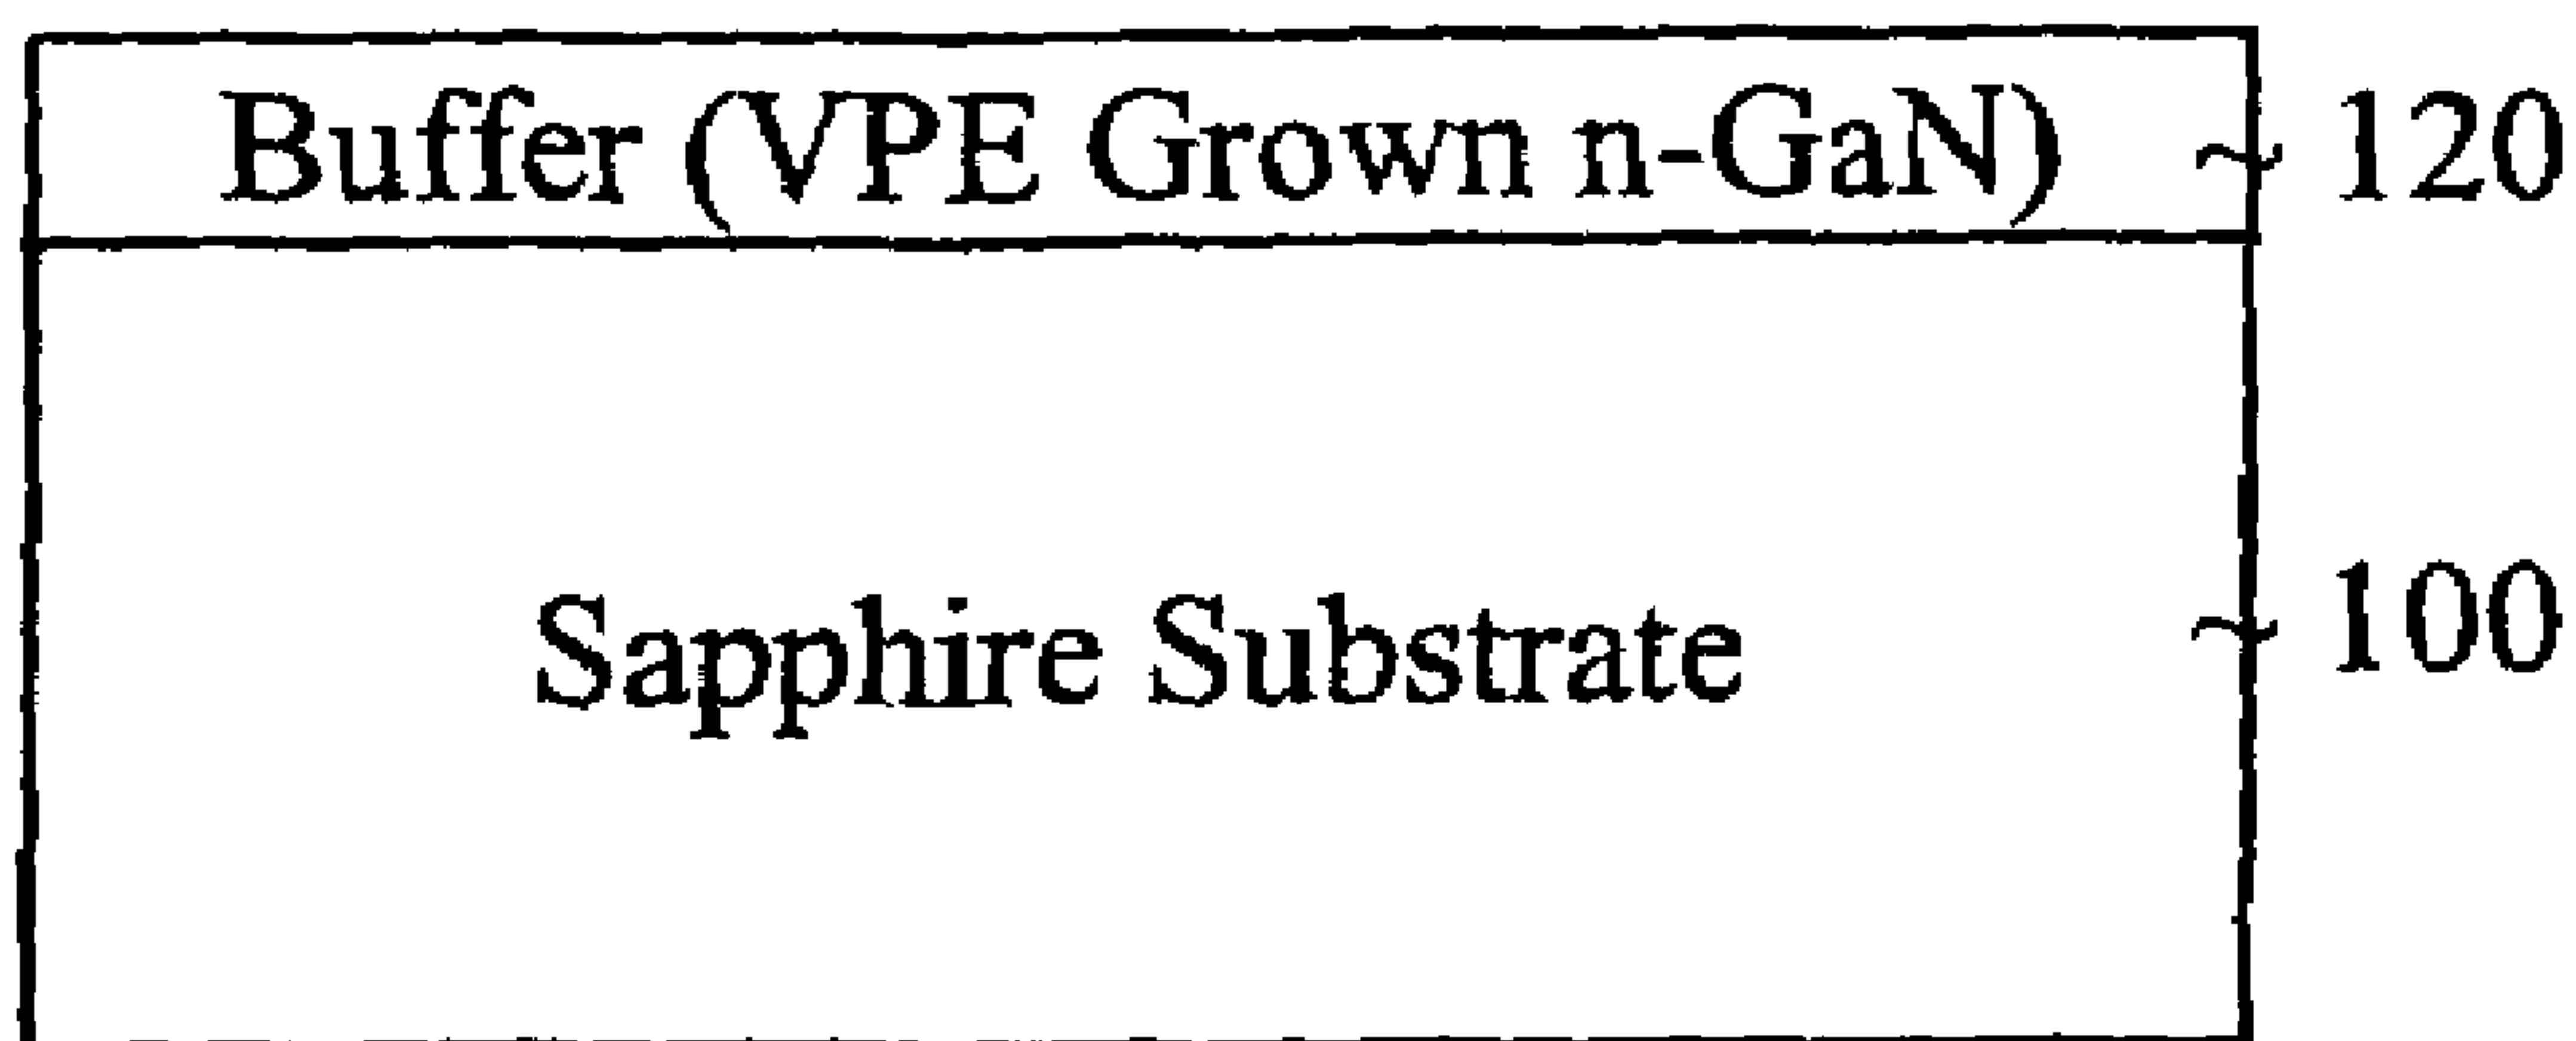 Buffer (VPE Grown n-GaN) ~ 120
Sapphire Substrate ~ 100